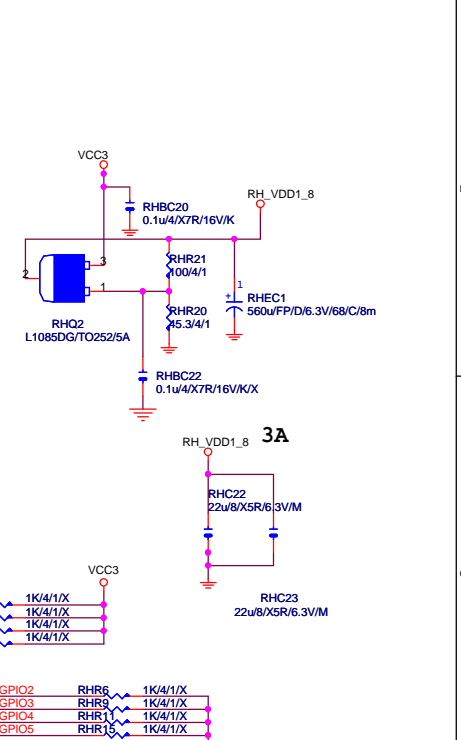 VCC3
RHBC20
0.1u/4/X7R/16V/K
RH_VDD1_8
2
3
1
RHR21
100/4/1
RHQ2
L1085DG/TO252/5A
RHR20
45.3/4/1
1
+
RHEC1
560u/FP/D/6.3V/68/C/8m
RHBC22
0.1u/4/X7R/16V/K/X
RH_VDD1_8
3A
RHC22
22u/8/X5R/6.3V/M
RHC23
22u/8/X5R/6.3V/M
VCC3
1K/4/1/X
1K/4/1/X
1K/4/1/X
1K/4/1/X
GPIO2 RHR6 1K/4/1/X
GPIO3 RHR9 1K/4/1/X
GPIO4 RHR11 1K/4/1/X
GPIO5 RHR15 1K/4/1/X